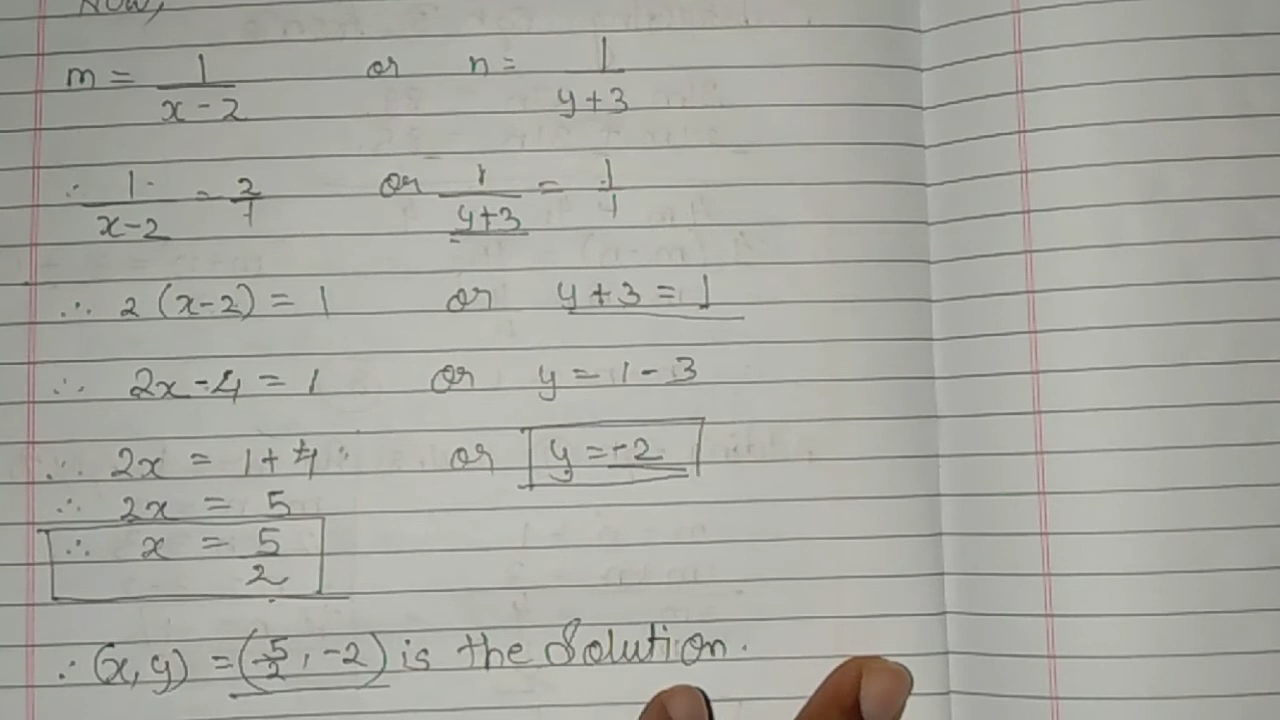 Now,
m = 1/(x-2) or n = 1/(y+3)
∴ 1/(x-2) = 2/1 or 1/(y+3) = 1/1
∴ 2(x-2) = 1 or y+3 = 1
∴ 2x-4 = 1 or y = 1-3
∴ 2x = 1+4 or y = -2
∴ 2x = 5
∴ x = 5/2
∴ (x,y) = (5/2, -2) is the Solution.